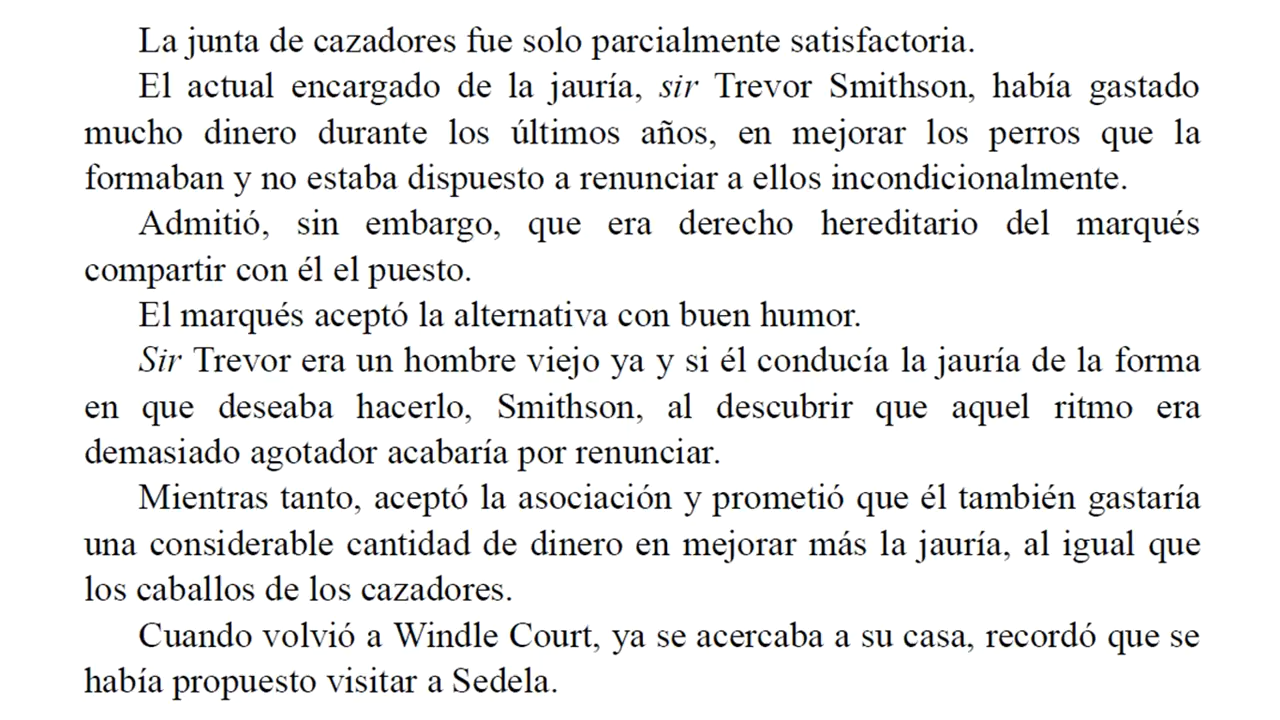 La junta de cazadores fue solo parcialmente satisfactoria.
El actual encargado de la jauría, sir Trevor Smithson, había gastado
mucho dinero durante los últimos años, en mejorar los perros que la
formaban y no estaba dispuesto a renunciar a ellos incondicionalmente.
Admitió, sin embargo, que era derecho hereditario del marqués
compartir con él el puesto.
El marqués aceptó la alternativa con buen humor.
Sir Trevor era un hombre viejo ya y si él conducía la jauría de la forma
en que deseaba hacerlo, Smithson, al descubrir que aquel ritmo era
demasiado agotador acabaría por renunciar.
Mientras tanto, aceptó la asociación y prometió que él también gastaría
una considerable cantidad de dinero en mejorar más la jauría, al igual que
los caballos de los cazadores.
Cuando volvió a Windle Court, ya se acercaba a su casa, recordó que se
había propuesto visitar a Sedela.